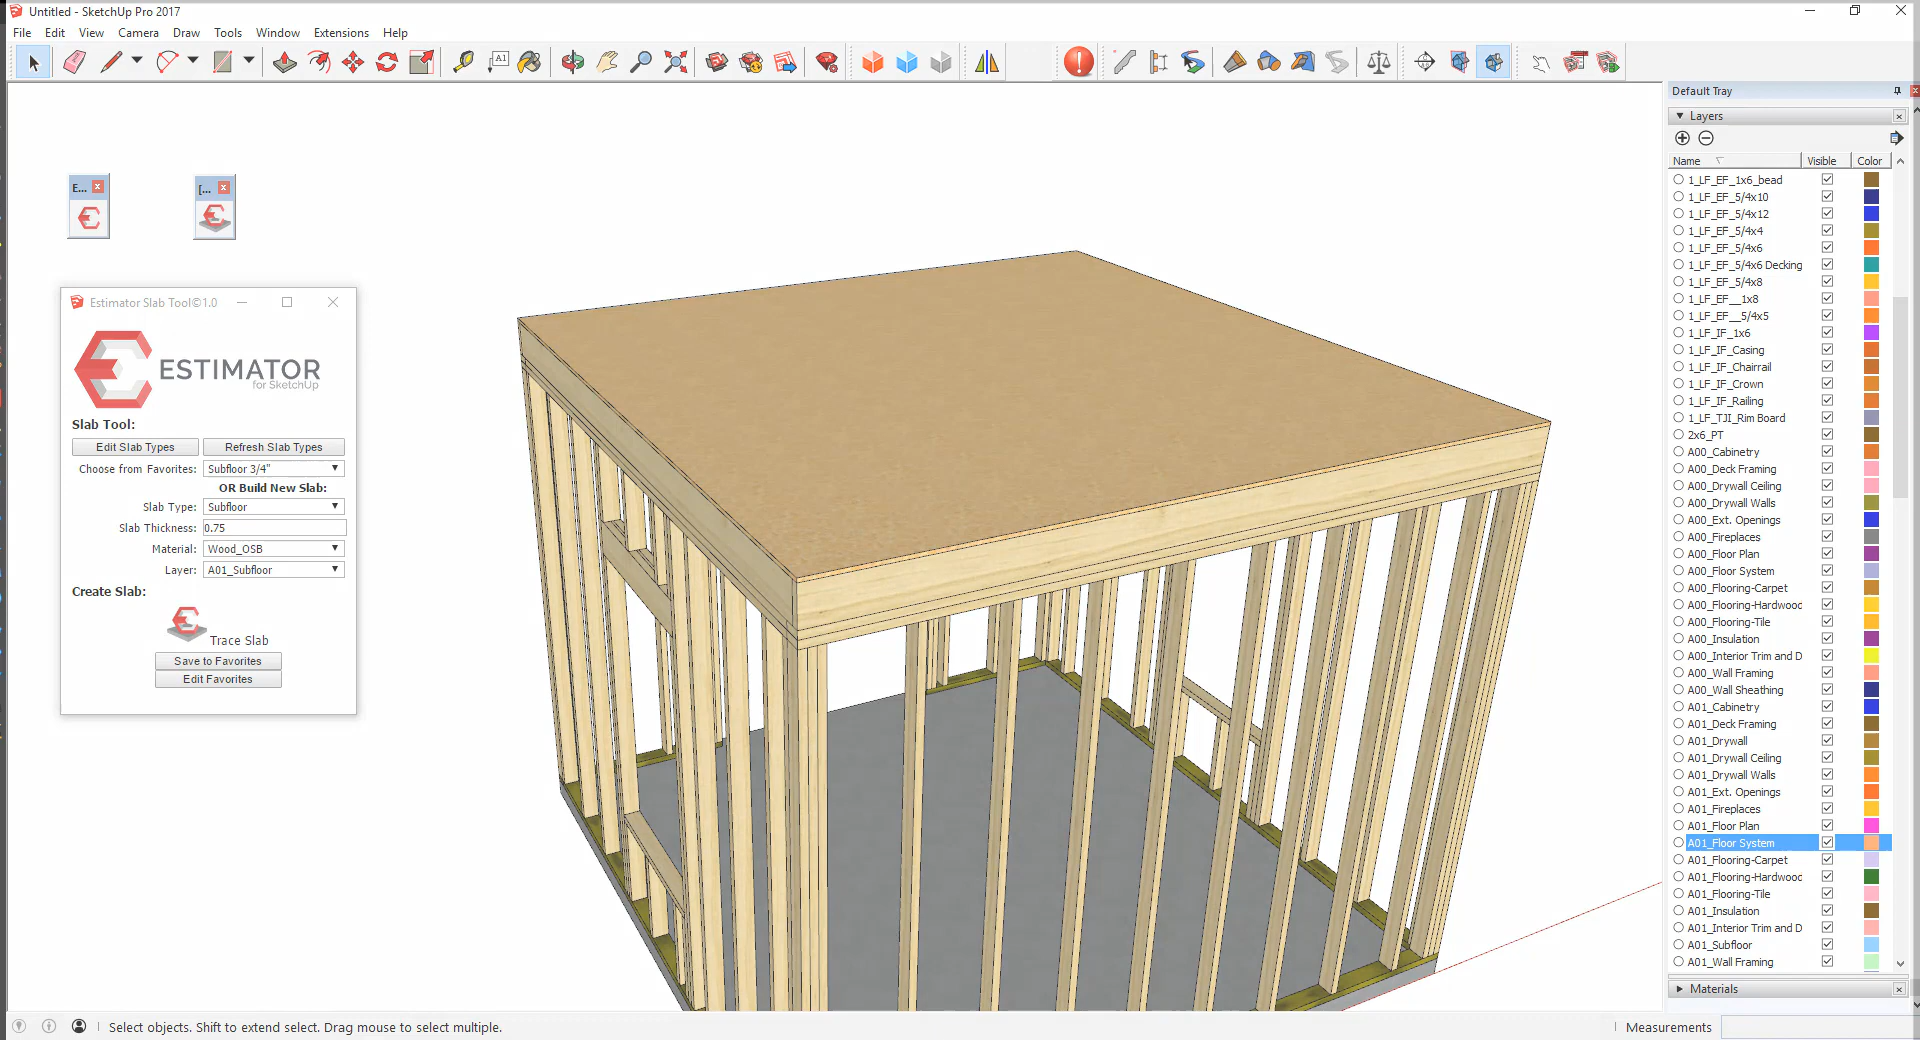 Untitled - SketchUp Pro 2017
File Edit View Camera Draw Tools Window Extensions Help
A1
Default Tray
Layers
Name Visible Color
1_LF_EF_1x6_bead
1_LF_EF_5/4x10
1_LF_EF_5/4x12
1_LF_EF_5/4x4
1_LF_EF_5/4x6
1_LF_EF_5/4x6 Decking
1_LF_EF_5/4x8
1_LF_EF__1x8
1_LF_EF__5/4x5
1_LF_IF_1x6
1_LF_IF_Casing
1_LF_IF_Chairrail
1_LF_IF_Crown
1_LF_IF_Railing
1_LF_TJI_Rim Board
2x6_PT
A00_Cabinetry
A00_Deck Framing
A00_Drywall Ceiling
A00_Drywall Walls
A00_Ext. Openings
A00_Fireplaces
A00_Floor Plan
A00_Floor System
A00_Flooring-Carpet
A00_Flooring-Hardwood
A00_Flooring-Tile
A00_Insulation
A00_Interior Trim and D
A00_Wall Framing
A00_Wall Sheathing
A01_Cabinetry
A01_Deck Framing
A01_Drywall
A01_Drywall Ceiling
A01_Drywall Walls
A01_Ext. Openings
A01_Fireplaces
A01_Floor Plan
A01_Floor System
A01_Flooring-Carpet
A01_Flooring-Hardwood
A01_Flooring-Tile
A01_Insulation
A01_Interior Trim and D
A01_Subfloor
A01_Wall Framing
Materials
E...
[...
Estimator Slab Tool©1.0
ESTIMATOR
for SketchUp
Slab Tool:
Edit Slab Types Refresh Slab Types
Choose from Favorites: Subfloor 3/4"
OR Build New Slab:
Slab Type: Subfloor
Slab Thickness: 0.75
Material: Wood_OSB
Layer: A01_Subfloor
Create Slab:
Trace Slab
Save to Favorites
Edit Favorites
Select objects. Shift to extend select. Drag mouse to select multiple.
Measurements